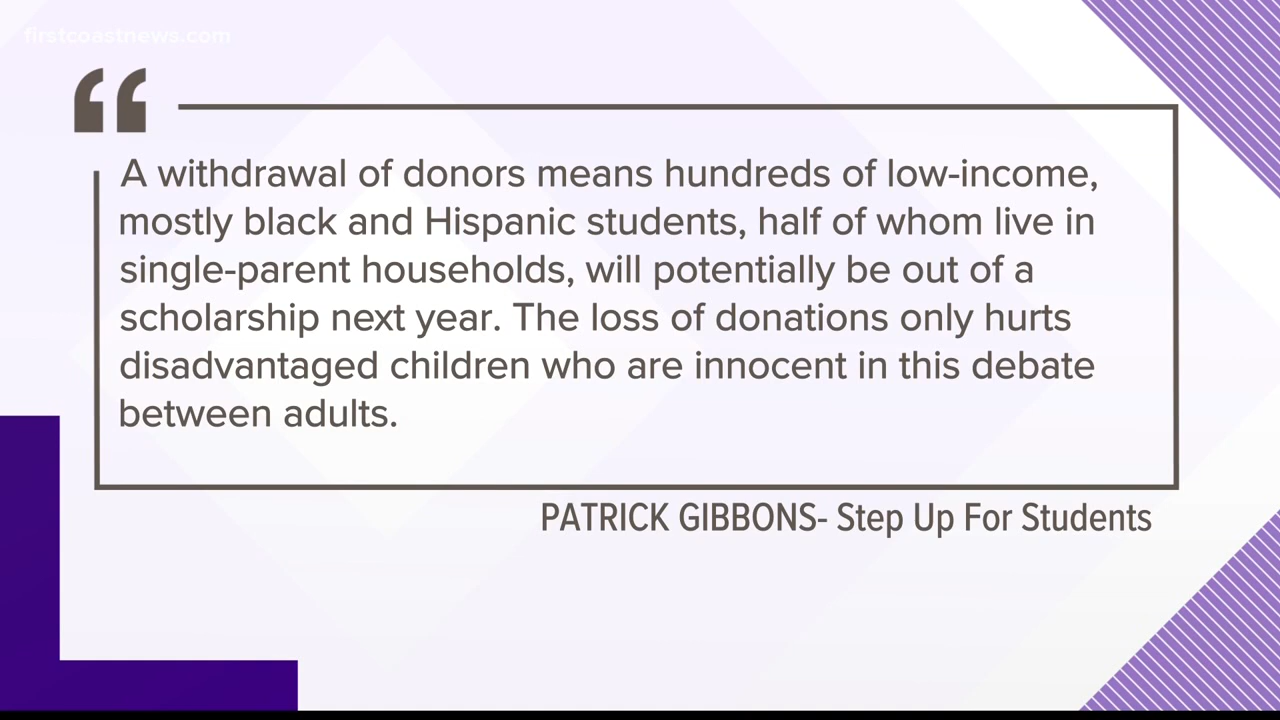 firstcoastnews.com
“
A withdrawal of donors means hundreds of low-income,
mostly black and Hispanic students, half of whom live in
single-parent households, will potentially be out of a
scholarship next year. The loss of donations only hurts
disadvantaged children who are innocent in this debate
between adults.
PATRICK GIBBONS- Step Up For Students